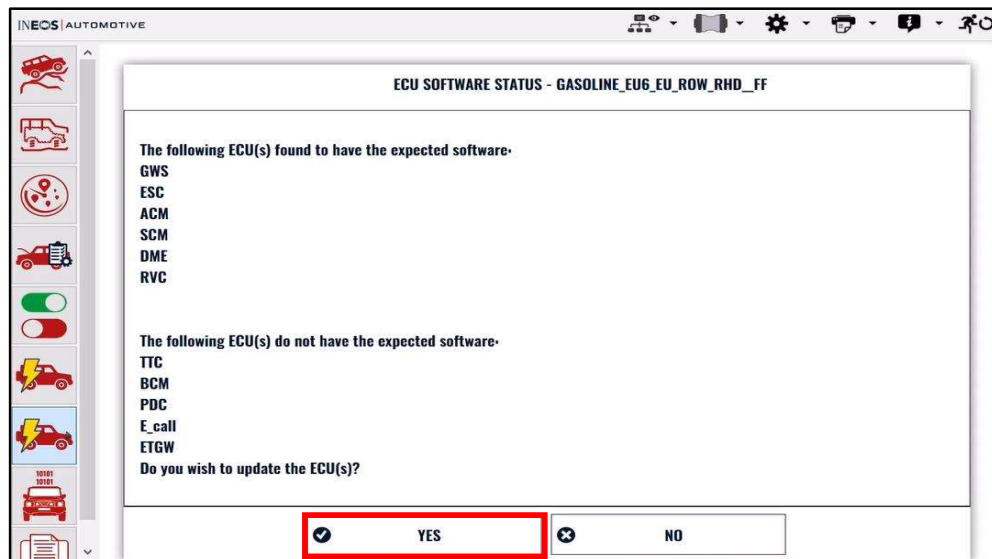 INEOS | AUTOMOTIVE
ECU SOFTWARE STATUS - GASOLINE_EU6_EU_ROW_RHD__FF
The following ECU(s) found to have the expected software·
GWS
ESC
ACM
SCM
DME
RVC
The following ECU(s) do not have the expected software·
TTC
BCM
PDC
E_call
ETGW
Do you wish to update the ECU(s)?
10101
10101
YES
NO